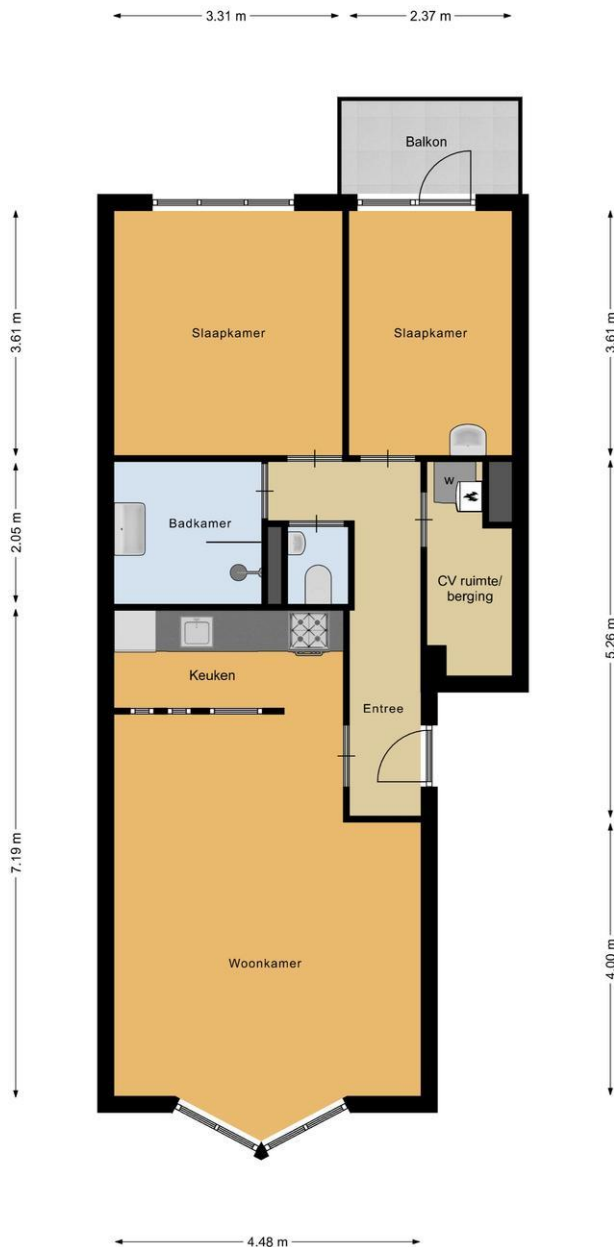 3.31 m
2.37 m
Balkon
3.61 m
Slaapkamer
Slaapkamer
3.61 m
2.05 m
Badkamer
W
CV ruimte/
berging
5.26 m
Keuken
Entree
7.19 m
Woonkamer
4.00 m
4.48 m